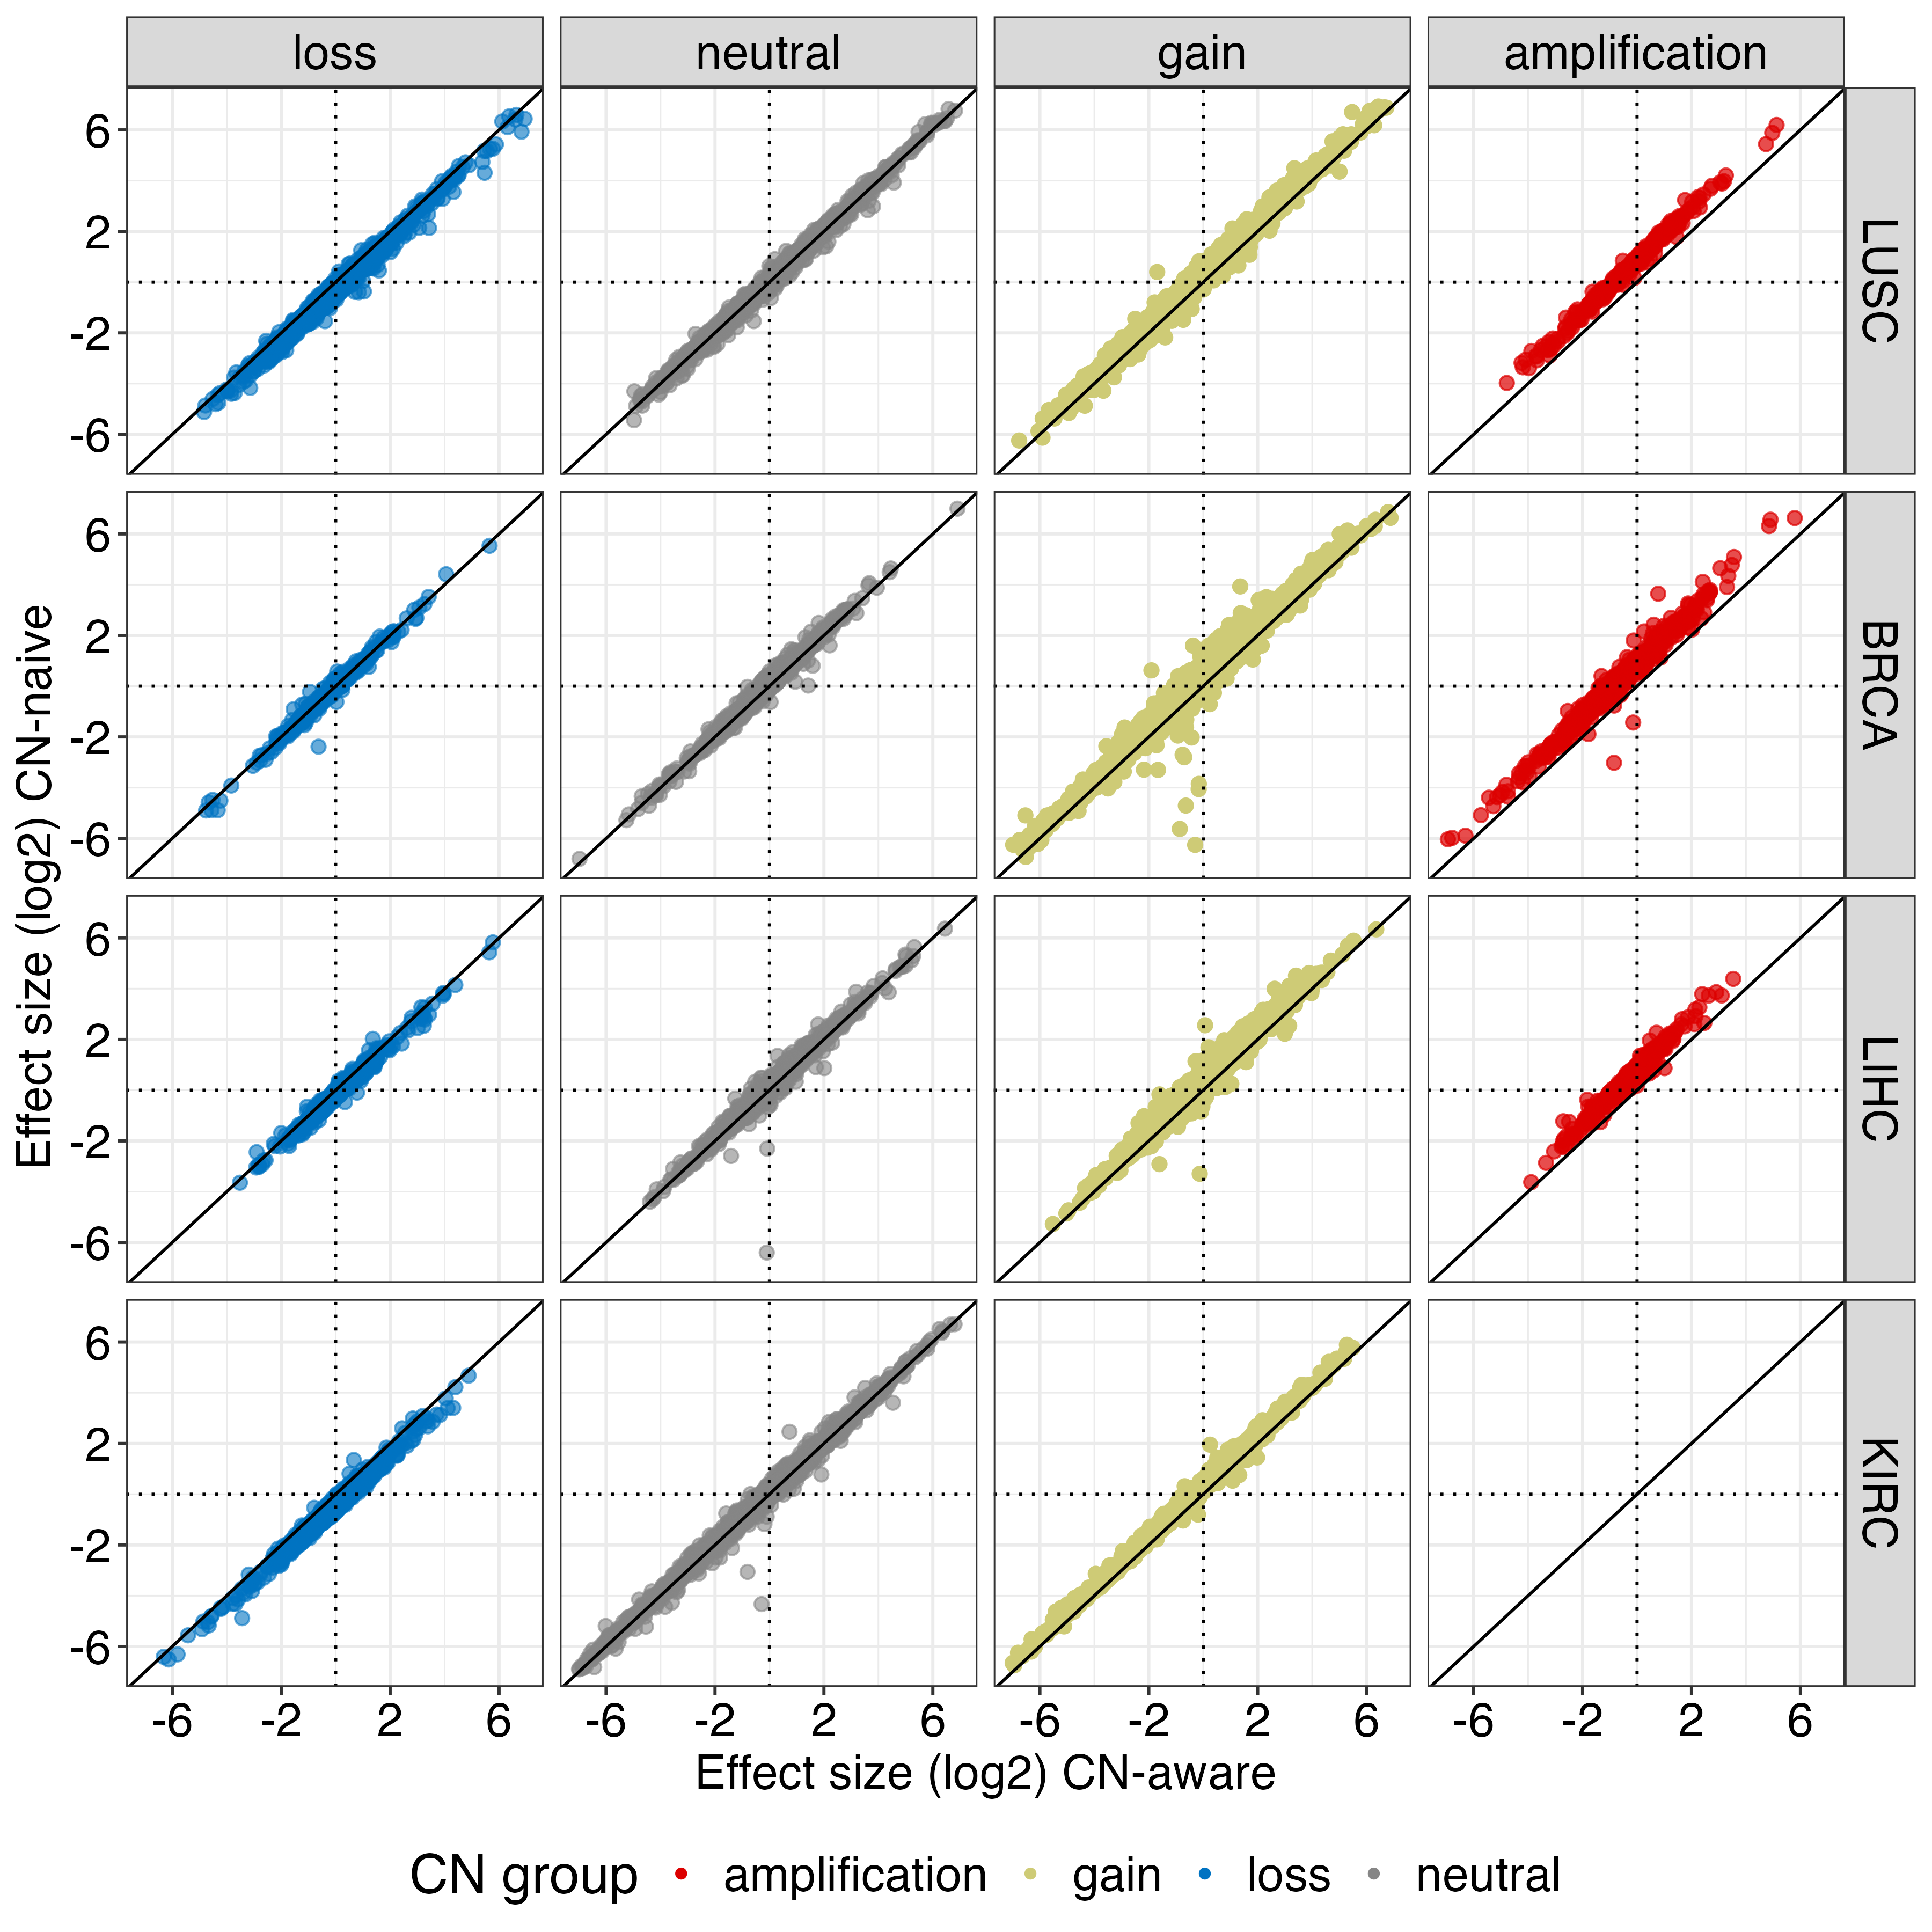 loss neutral gain amplification
6
2
-2
-6
LUSC
6
2
-2
-6
BRCA
6
2
-2
-6
LIHC
6
2
-2
-6
KIRC
Effect size (log2) CN-naive
-6 -2 2 6 -6 -2 2 6 -6 -2 2 6 -6 -2 2 6
Effect size (log2) CN-aware
CN group amplification gain loss neutral